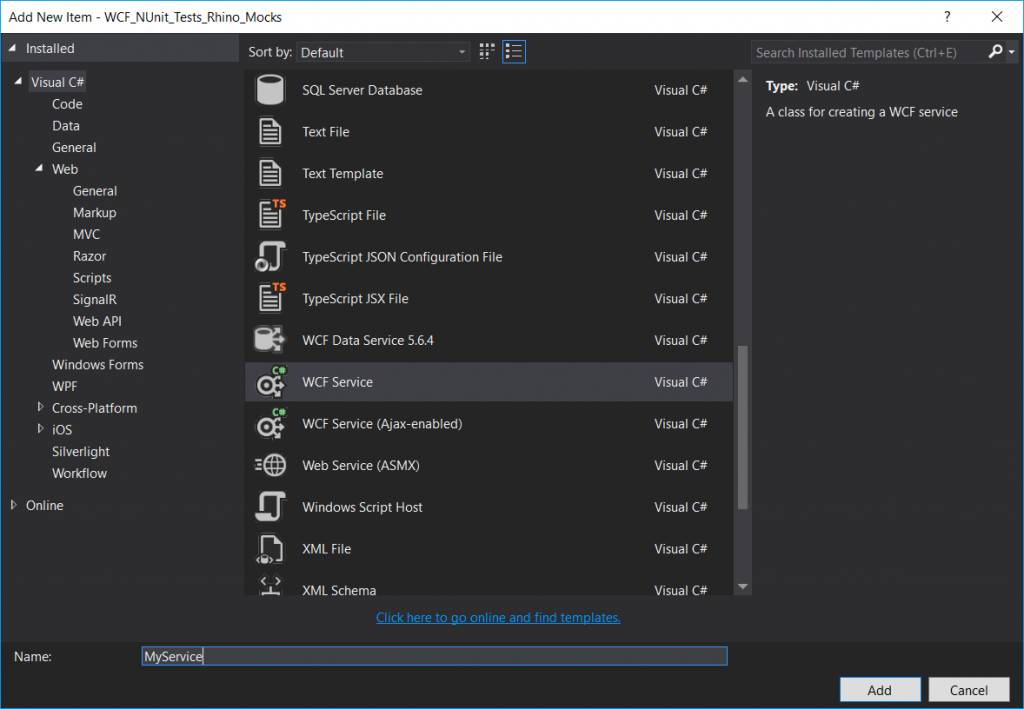 Add New Item - WCF_NUnit_Tests_Rhino_Mocks
?
Installed
Sort by: Default
Search Installed Templates (Ctrl+E)
Visual C#
Code
Data
General
Web
General
Markup
MVC
Razor
Scripts
SignalR
Web API
Web Forms
Windows Forms
WPF
Cross-Platform
iOS
Silverlight
Workflow
Online
SQL Server Database Visual C#
Text File Visual C#
Text Template Visual C#
TS TypeScript File Visual C#
TypeScript JSON Configuration File Visual C#
TS TypeScript JSX File Visual C#
WCF Data Service 5.6.4 Visual C#
C# WCF Service Visual C#
C# WCF Service (Ajax-enabled) Visual C#
Web Service (ASMX) Visual C#
Windows Script Host Visual C#
XML File Visual C#
XML Schema Visual C#
Click here to go online and find templates.
Type: Visual C#
A class for creating a WCF service
Name: MyService
Add Cancel